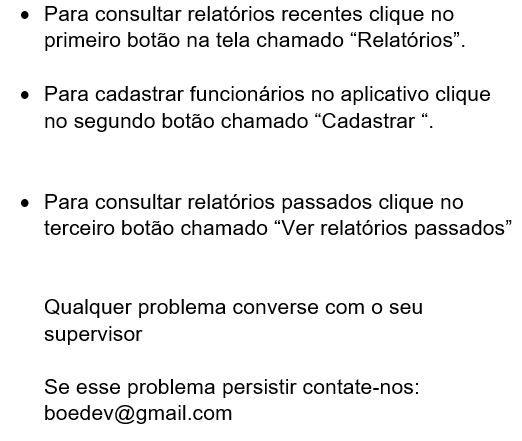 • Para consultar relatórios recentes clique no
primeiro botão na tela chamado “Relatórios”.
• Para cadastrar funcionários no aplicativo clique
no segundo botão chamado “Cadastrar “.
• Para consultar relatórios passados clique no
terceiro botão chamado “Ver relatórios passados”
Qualquer problema converse com o seu
supervisor
Se esse problema persistir contate-nos:
boedev@gmail.com